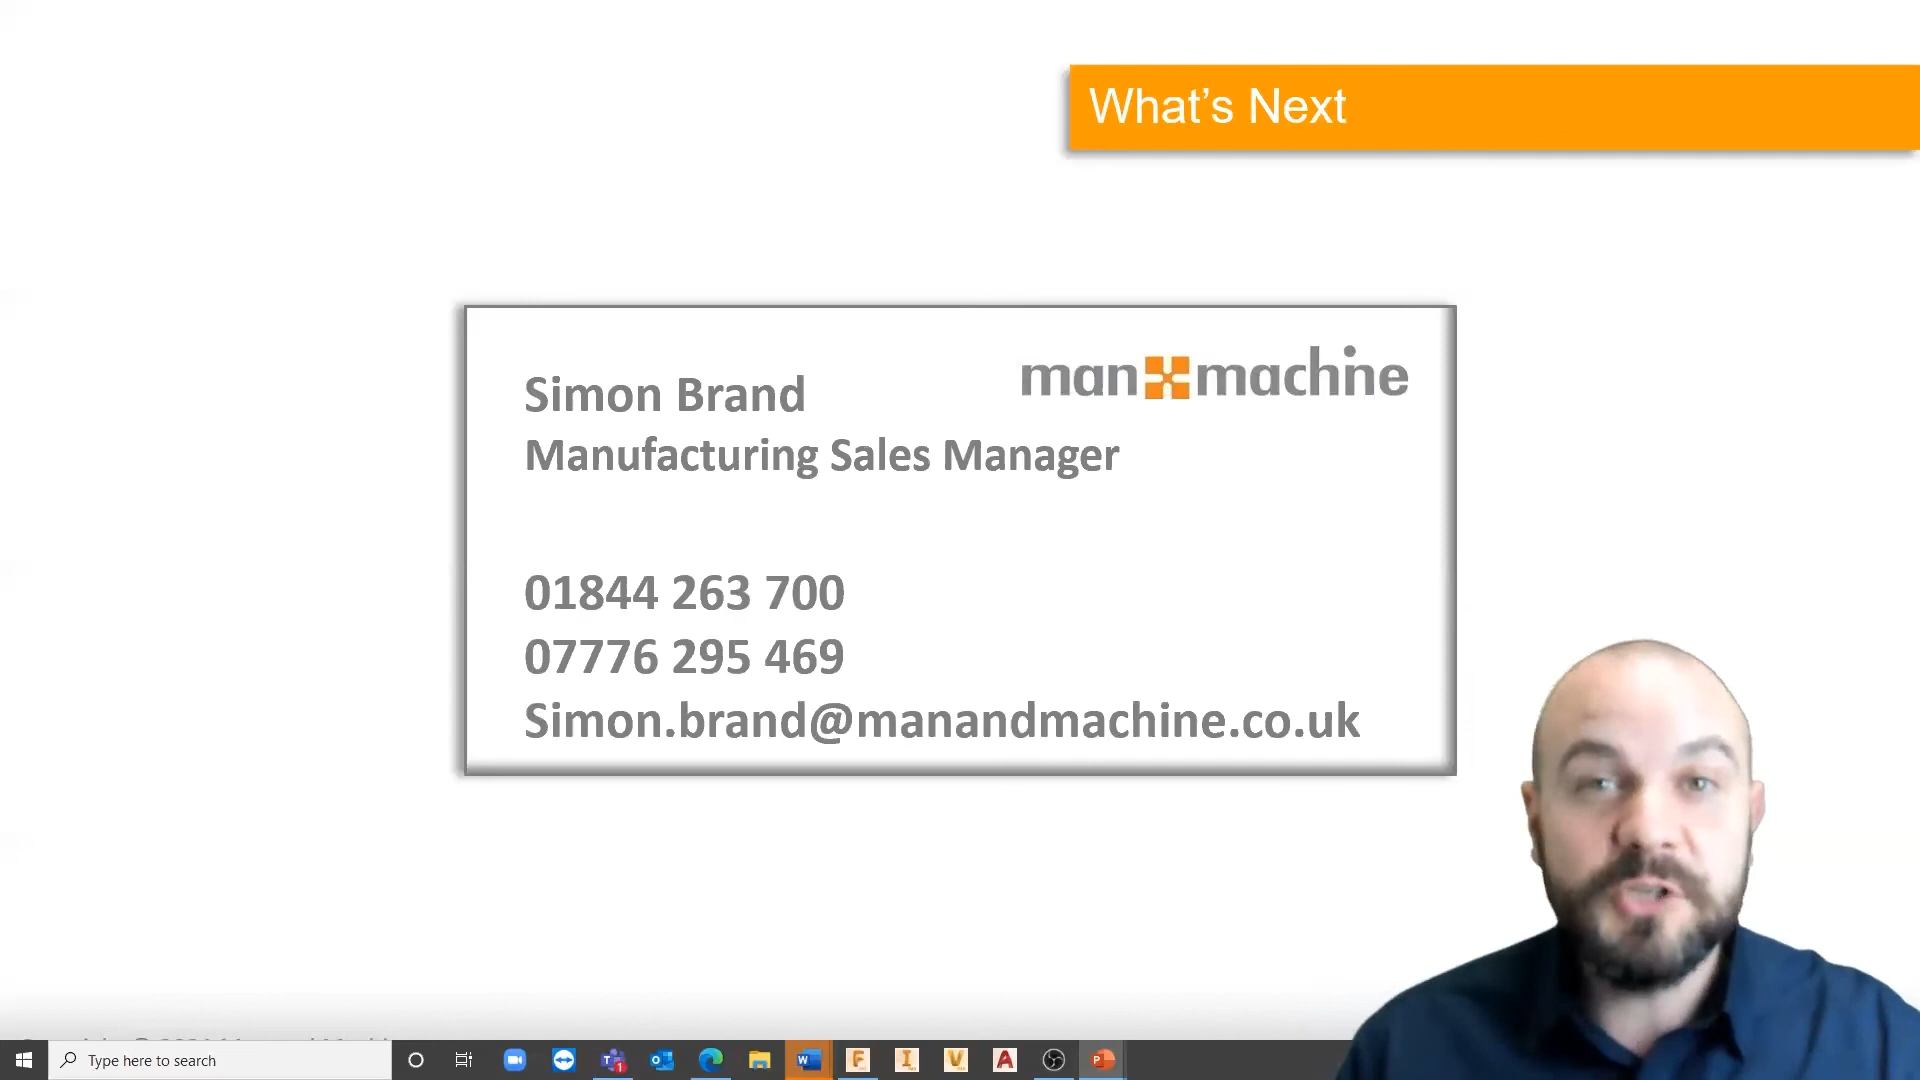 What's Next
man machine
Simon Brand
Manufacturing Sales Manager
01844 263 700
07776 295 469
Simon.brand@manandmachine.co.uk
Type here to search